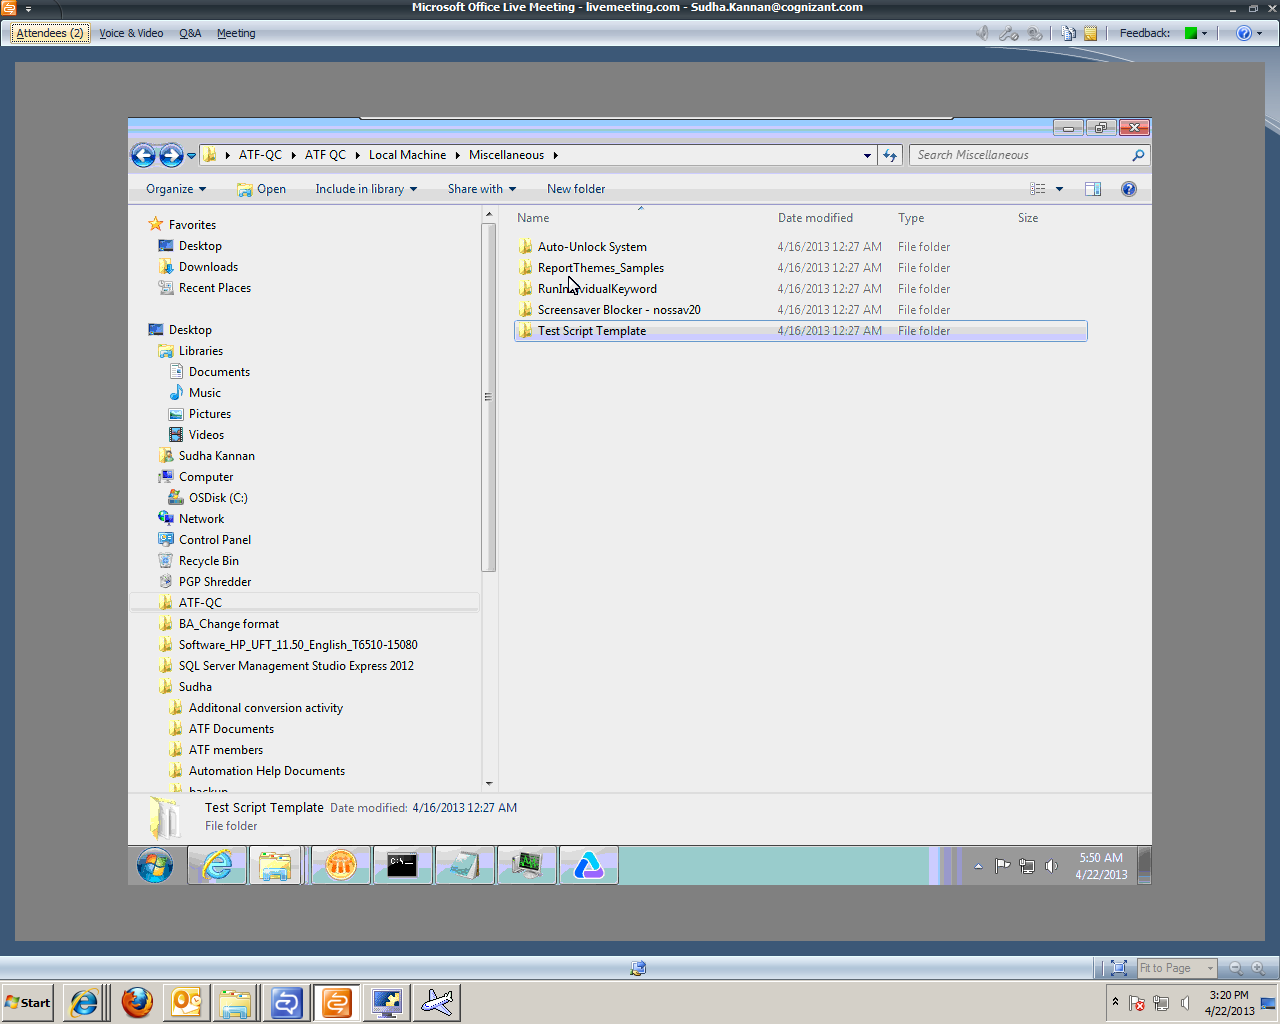 Microsoft Office Live Meeting - livemeeting.com - Sudha.Kannan@cognizant.com
Attendees (2) Voice & Video Q&A Meeting Feedback:
ATF-QC ATF QC Local Machine Miscellaneous Search Miscellaneous
Organize Open Include in library Share with New folder
Name Date modified Type Size
Auto-Unlock System 4/16/2013 12:27 AM File folder
ReportThemes_Samples 4/16/2013 12:27 AM File folder
RunIndividualKeyword 4/16/2013 12:27 AM File folder
Screensaver Blocker - nossav20 4/16/2013 12:27 AM File folder
Test Script Template 4/16/2013 12:27 AM File folder
Favorites
Desktop
Downloads
Recent Places
Desktop
Libraries
Documents
Music
Pictures
Videos
Sudha Kannan
Computer
OSDisk (C:)
Network
Control Panel
Recycle Bin
PGP Shredder
ATF-QC
BA_Change format
Software_HP_UFT_11.50_English_T6510-15080
SQL Server Management Studio Express 2012
Sudha
Additonal conversion activity
ATF Documents
ATF members
Automation Help Documents
backup
Test Script Template Date modified: 4/16/2013 12:27 AM
File folder
C:\_
5:50 AM
4/22/2013
Fit to Page
Start
3:20 PM
4/22/2013